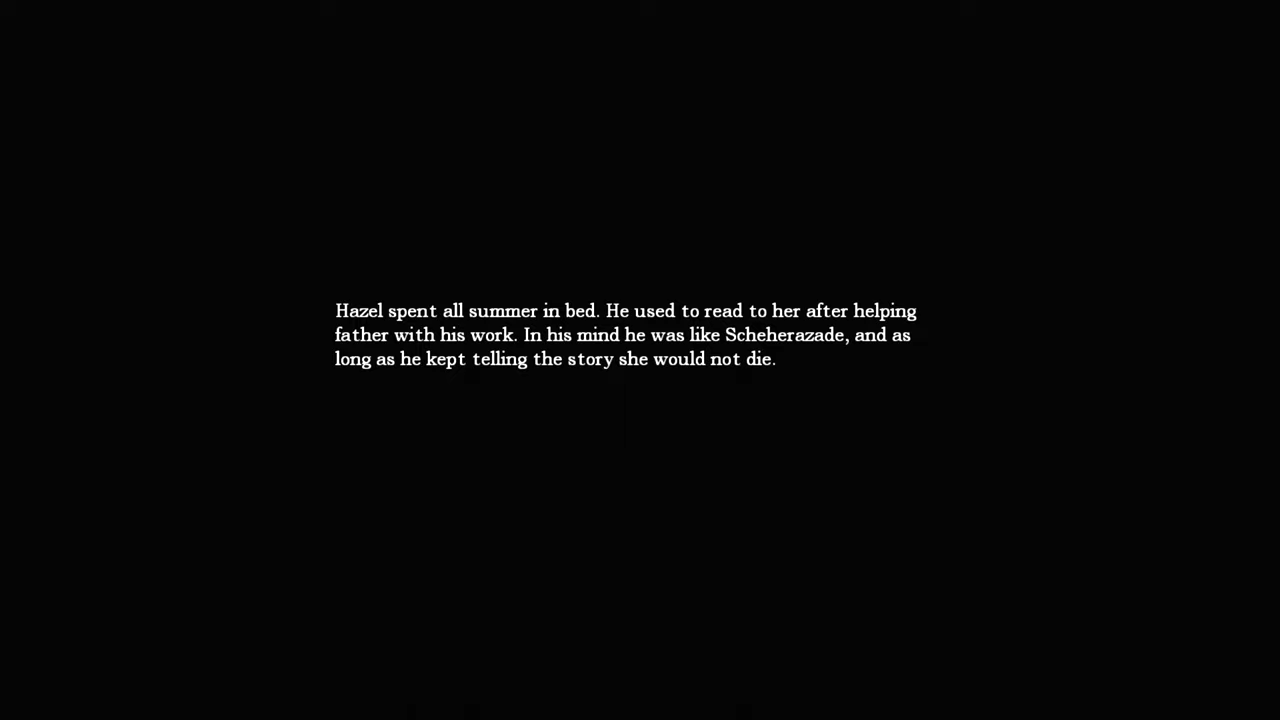 Hazel spent all summer in bed. He used to read to her after helping
father with his work. In his mind he was like Scheherazade, and as
long as he kept telling the story she would not die.